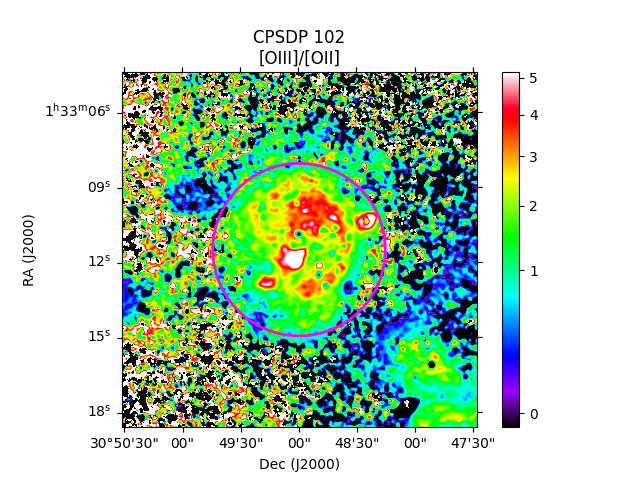 CPSDP 102
[OIII]/[OII]
1ʰ33ᵐ06ˢ
09ˢ
12ˢ
15ˢ
18ˢ
RA (J2000)
30°50'30" 00" 49'30" 00" 48'30" 00" 47'30"
Dec (J2000)
5
4
3
2
1
0